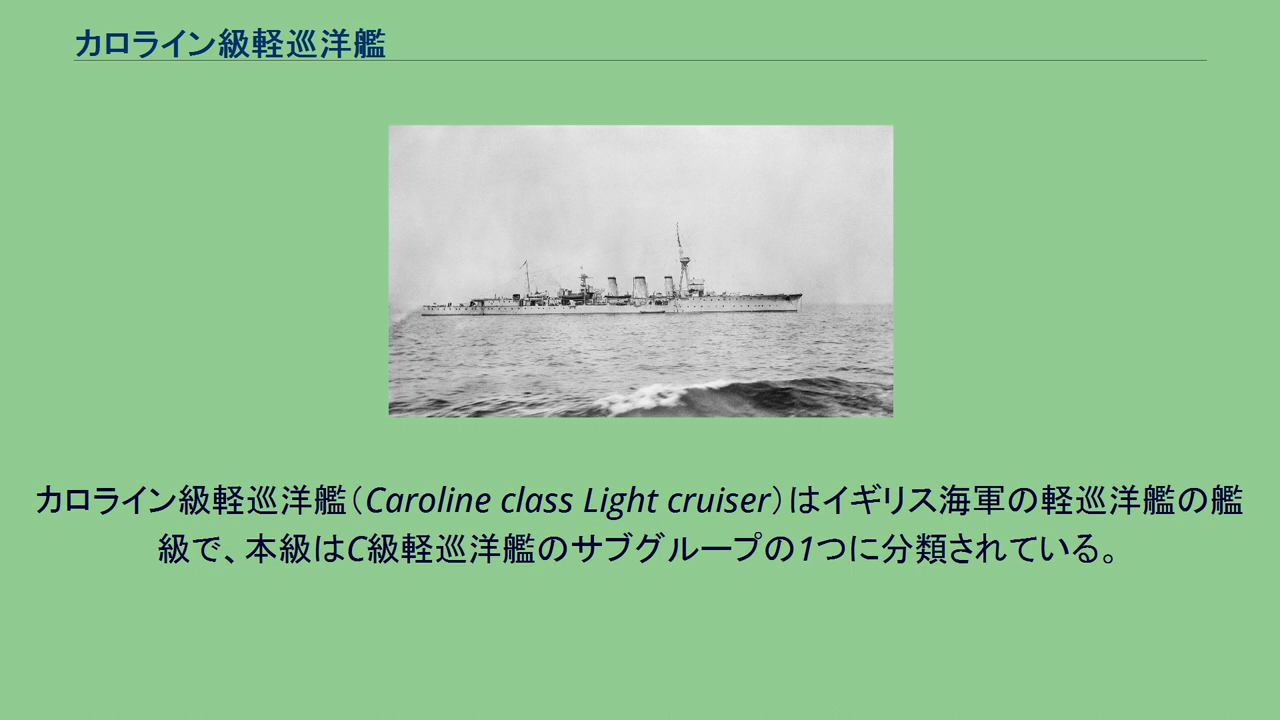 カロライン級軽巡洋艦
カロライン級軽巡洋艦（Caroline class Light cruiser）はイギリス海軍の軽巡洋艦の艦
級で、本級はC級軽巡洋艦のサブグループの1つに分類されている。